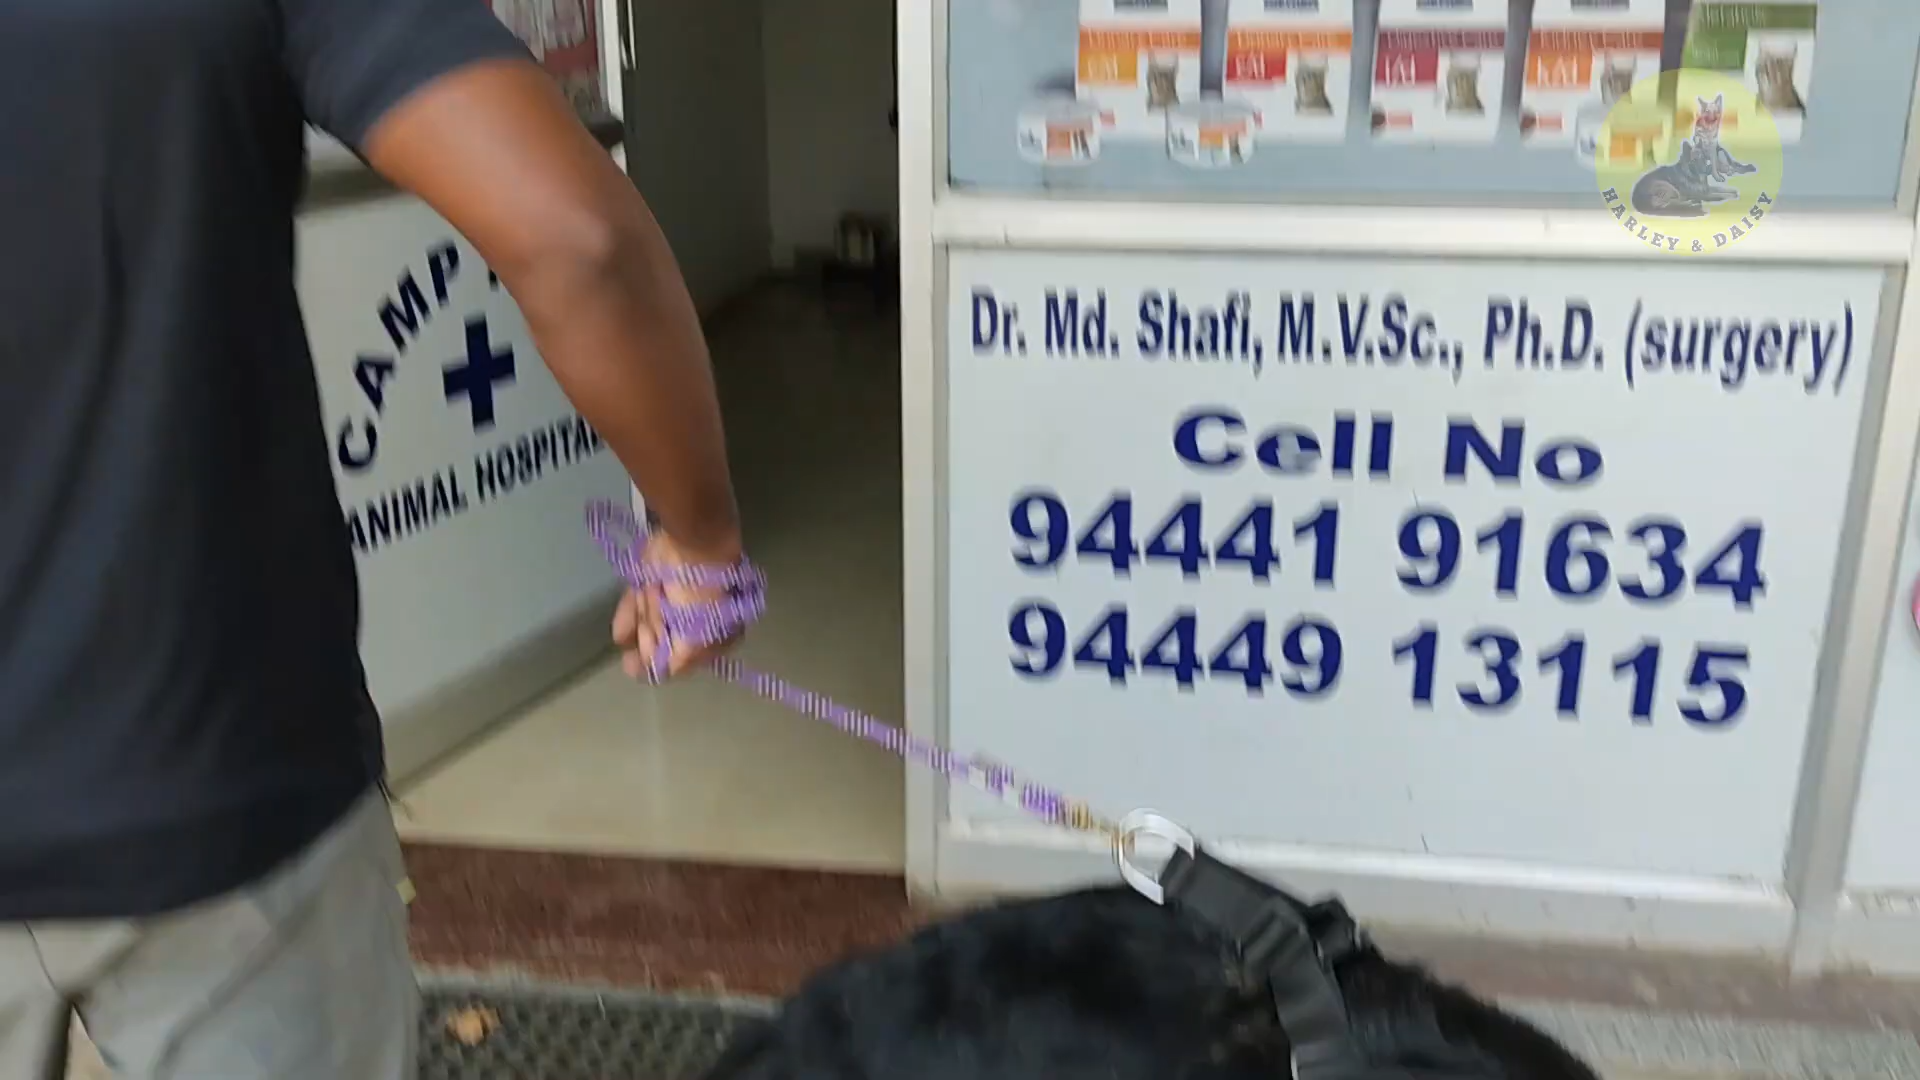 CAMP
ANIMAL HOSPITAL
HARLEY & DAISY
Dr. Md. Shafi, M.V.Sc., Ph.D. (surgery)
Cell No
94441 91634
94449 13115